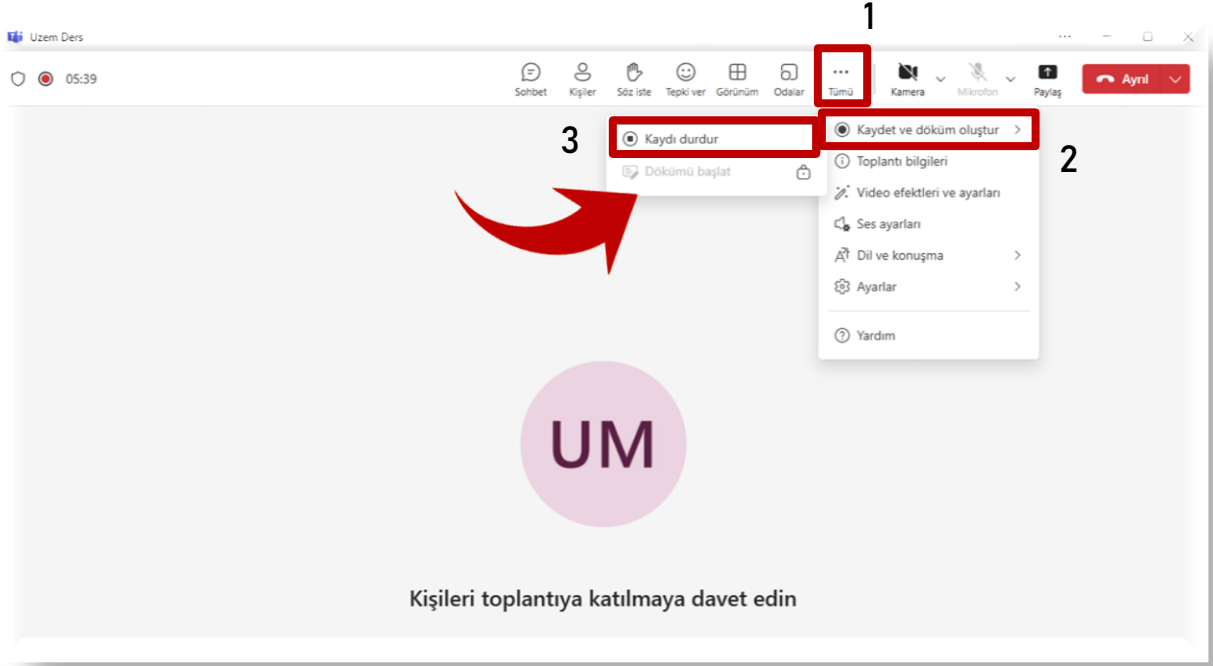 1
Uzem Ders
05:39
Sohbet Kişiler Söz iste Tepki ver Görünüm Odalar Tümü Kamera Mikrofon Paylaş Ayrıl
3
Kaydı durdur
Dökümü başlat
Kaydet ve döküm oluştur
2
Toplantı bilgileri
Video efektleri ve ayarları
Ses ayarları
Dil ve konuşma
Ayarlar
Yardım
UM
Kişileri toplantıya katılmaya davet edin